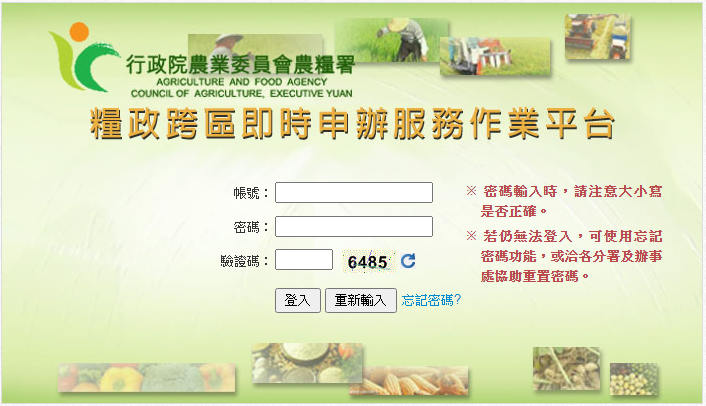 行政院農業委員會農糧署
AGRICULTURE AND FOOD AGENCY
COUNCIL OF AGRICULTURE, EXECUTIVE YUAN
糧政跨區即時申辦服務作業平台
帳號：
密碼：
驗證碼： 6485
登入 重新輸入 忘記密碼?
※ 密碼輸入時，請注意大小寫
是否正確。
※ 若仍無法登入，可使用忘記
密碼功能，或洽各分署及辦事
處協助重置密碼。